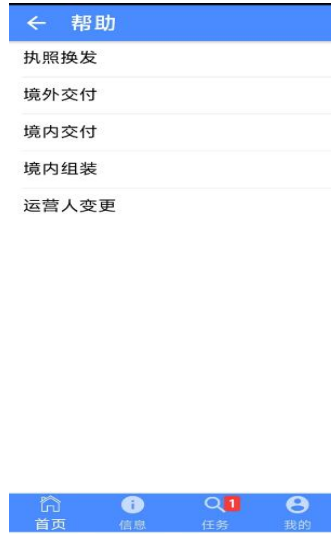 帮助
执照换发
境外交付
境内交付
境内组装
运营人变更
1
首页 信息 任务 我的